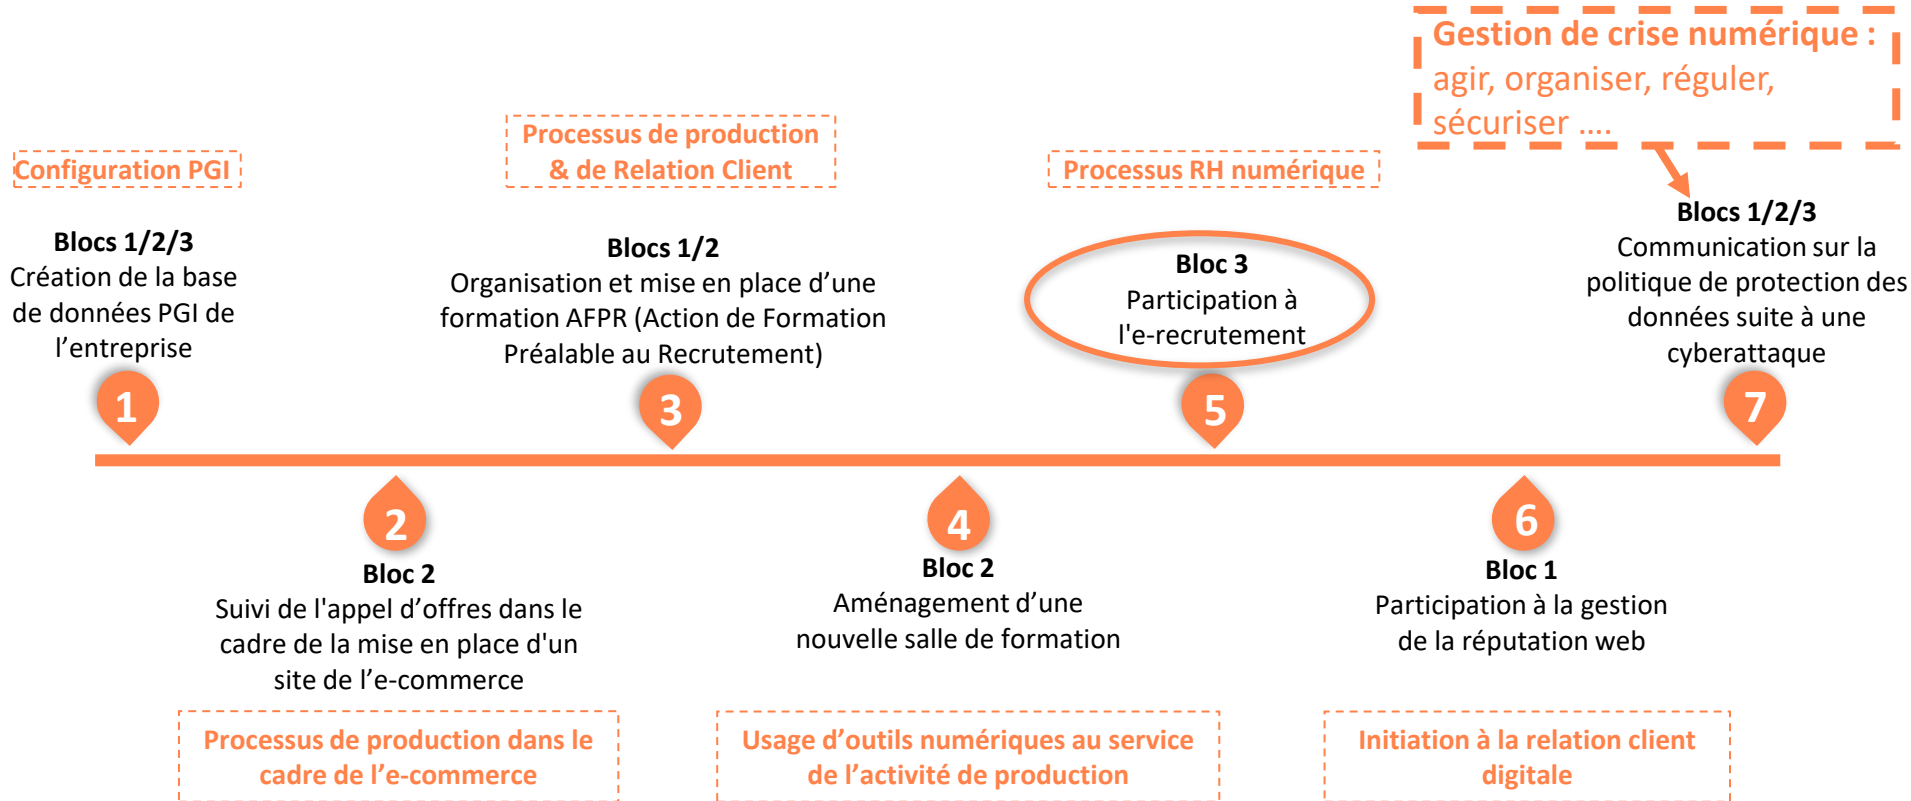 Gestion de crise numérique :
agir, organiser, réguler,
sécuriser ....
Configuration PGI
Processus de production
& de Relation Client
Processus RH numérique
Blocs 1/2/3
Création de la base
de données PGI de
l’entreprise
Blocs 1/2
Organisation et mise en place d’une
formation AFPR (Action de Formation
Préalable au Recrutement)
Bloc 3
Participation à
l'e-recrutement
Blocs 1/2/3
Communication sur la
politique de protection des
données suite à une
cyberattaque
1
3
5
7
2
4
6
Bloc 2
Suivi de l'appel d’offres dans le
cadre de la mise en place d'un
site de l’e-commerce
Bloc 2
Aménagement d’une
nouvelle salle de formation
Bloc 1
Participation à la gestion
de la réputation web
Processus de production dans le
cadre de l’e-commerce
Usage d’outils numériques au service
de l’activité de production
Initiation à la relation client
digitale